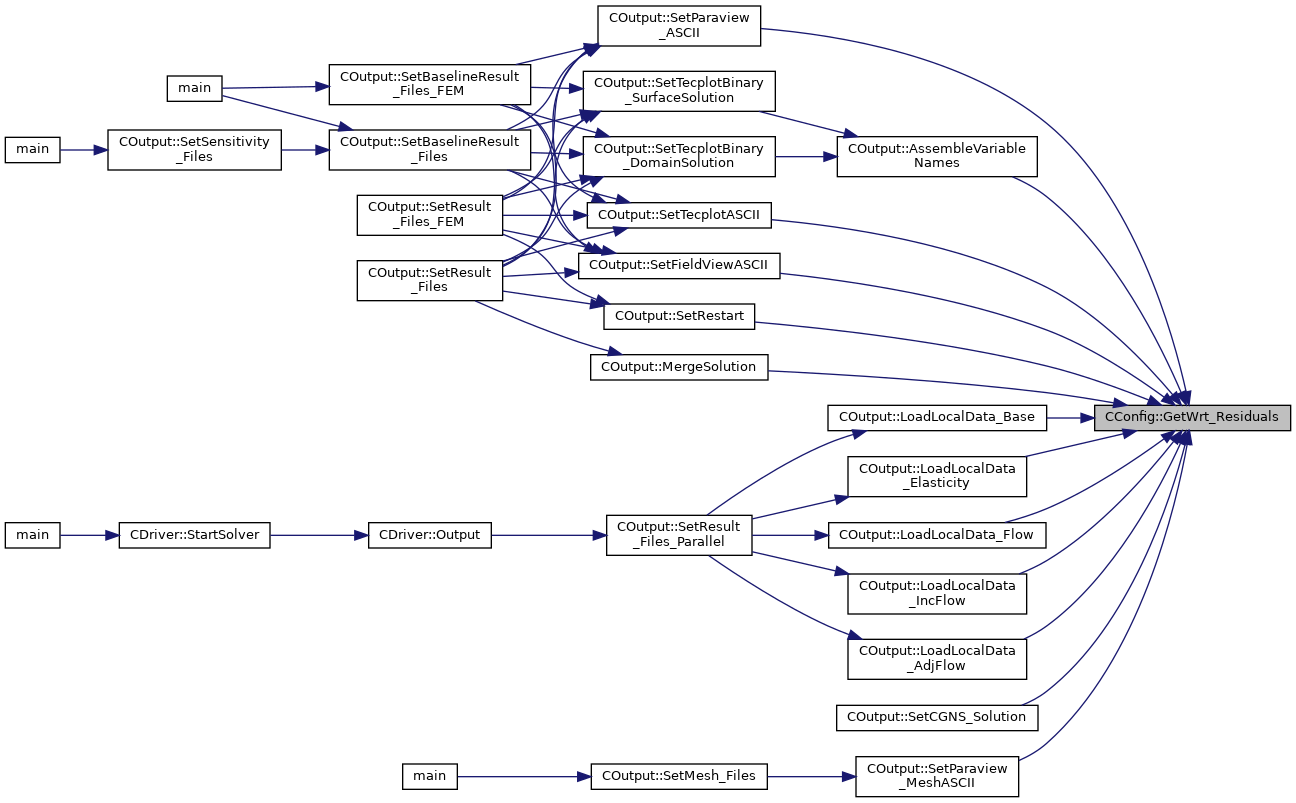 COutput::SetParaview
_ASCII
COutput::SetBaselineResult
_Files_FEM
COutput::SetTecplotBinary
_SurfaceSolution
main
COutput::SetSensitivity
_Files
main
COutput::SetBaselineResult
_Files
COutput::SetTecplotBinary
_DomainSolution
COutput::AssembleVariable
Names
COutput::SetResult
_Files_FEM
COutput::SetTecplotASCII
COutput::SetFieldViewASCII
COutput::SetResult
_Files
COutput::SetRestart
COutput::MergeSolution
COutput::LoadLocalData_Base
CConfig::GetWrt_Residuals
COutput::LoadLocalData
_Elasticity
main
CDriver::StartSolver
CDriver::Output
COutput::SetResult
_Files_Parallel
COutput::LoadLocalData_Flow
COutput::LoadLocalData
_IncFlow
COutput::LoadLocalData
_AdjFlow
COutput::SetCGNS_Solution
main
COutput::SetMesh_Files
COutput::SetParaview
_MeshASCII